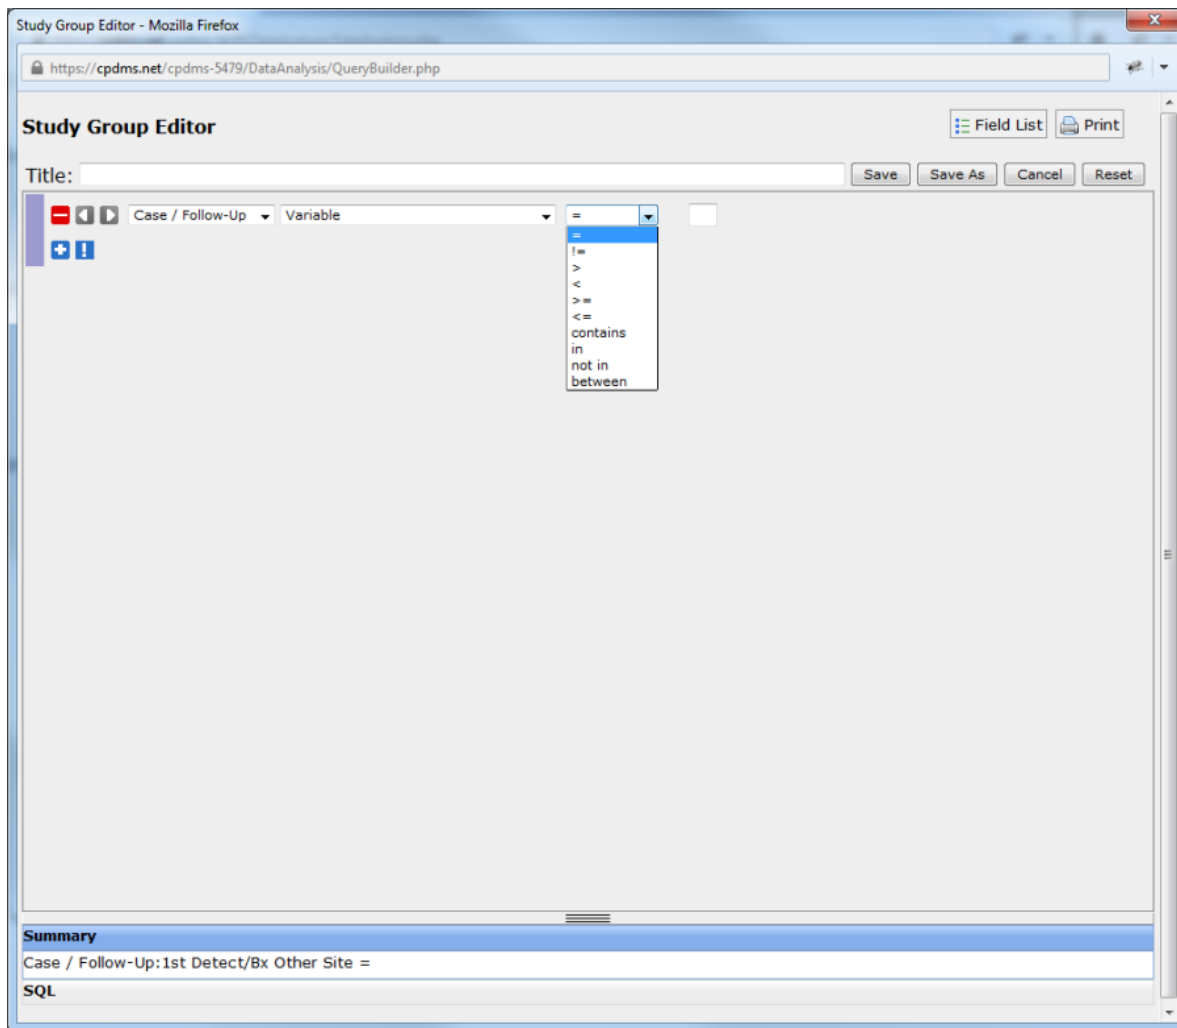 Study Group Editor - Mozilla Firefox
https://cpdms.net/cpdms-5479/DataAnalysis/QueryBuilder.php
Study Group Editor
Field List
Print
Title:
Save
Save As
Cancel
Reset
Case / Follow-Up
Variable
=
=
!=
>
<
>=
<=
contains
in
not in
between
Summary
Case / Follow-Up:1st Detect/Bx Other Site =
SQL